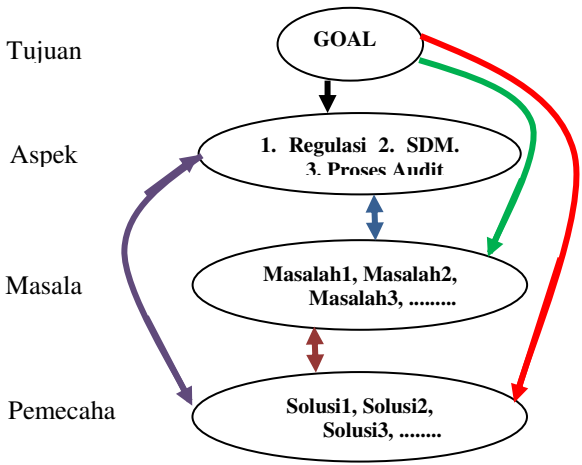 Tujuan
GOAL
Aspek
1. Regulasi 2. SDM.
3. Proses Audit
Masala
Masalah1, Masalah2,
Masalah3, .........
Pemecaha
Solusi1, Solusi2,
Solusi3, ........